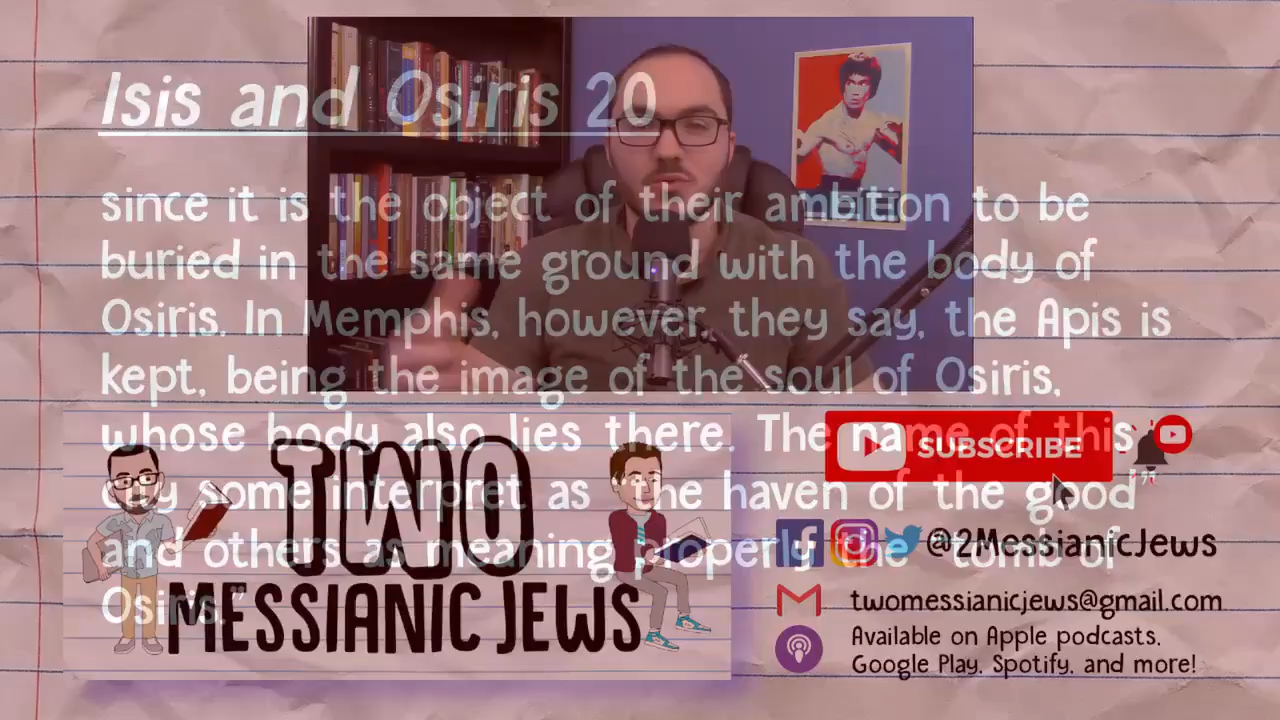 Isis and Osiris 20
since it is the object of their ambition to be
buried in the same ground with the body of
Osiris. In Memphis, however, they say, the Apis is
kept, being the image of the soul of Osiris,
whose body also lies there. The name of this
city some interpret as "the haven of the good"
and others as meaning properly the "tomb of
Osiris."
TWO
MESSIANIC JEWS
SUBSCRIBE
@2MessianicJews
twomessianicjews@gmail.com
Available on Apple podcasts,
Google Play, Spotify, and more!